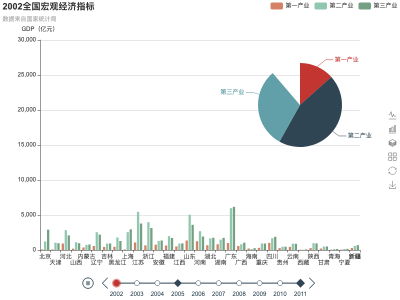 2002全国宏观经济指标
数据来自国家统计局
第一产业 第二产业 第三产业
GDP（亿元）
30,000
25,000
20,000
15,000
10,000
5,000
0
第一产业
第三产业
第二产业
北京 河北 内蒙古 吉林 上海 浙江 福建 山东 湖北 广东 海南 四川 云南 陕西 青海 新疆
天津 山西 辽宁 黑龙江 江苏 安徽 江西 河南 湖南 广西 重庆 贵州 西藏 甘肃 宁夏
2002 2003 2004 2005 2006 2007 2008 2009 2010 2011